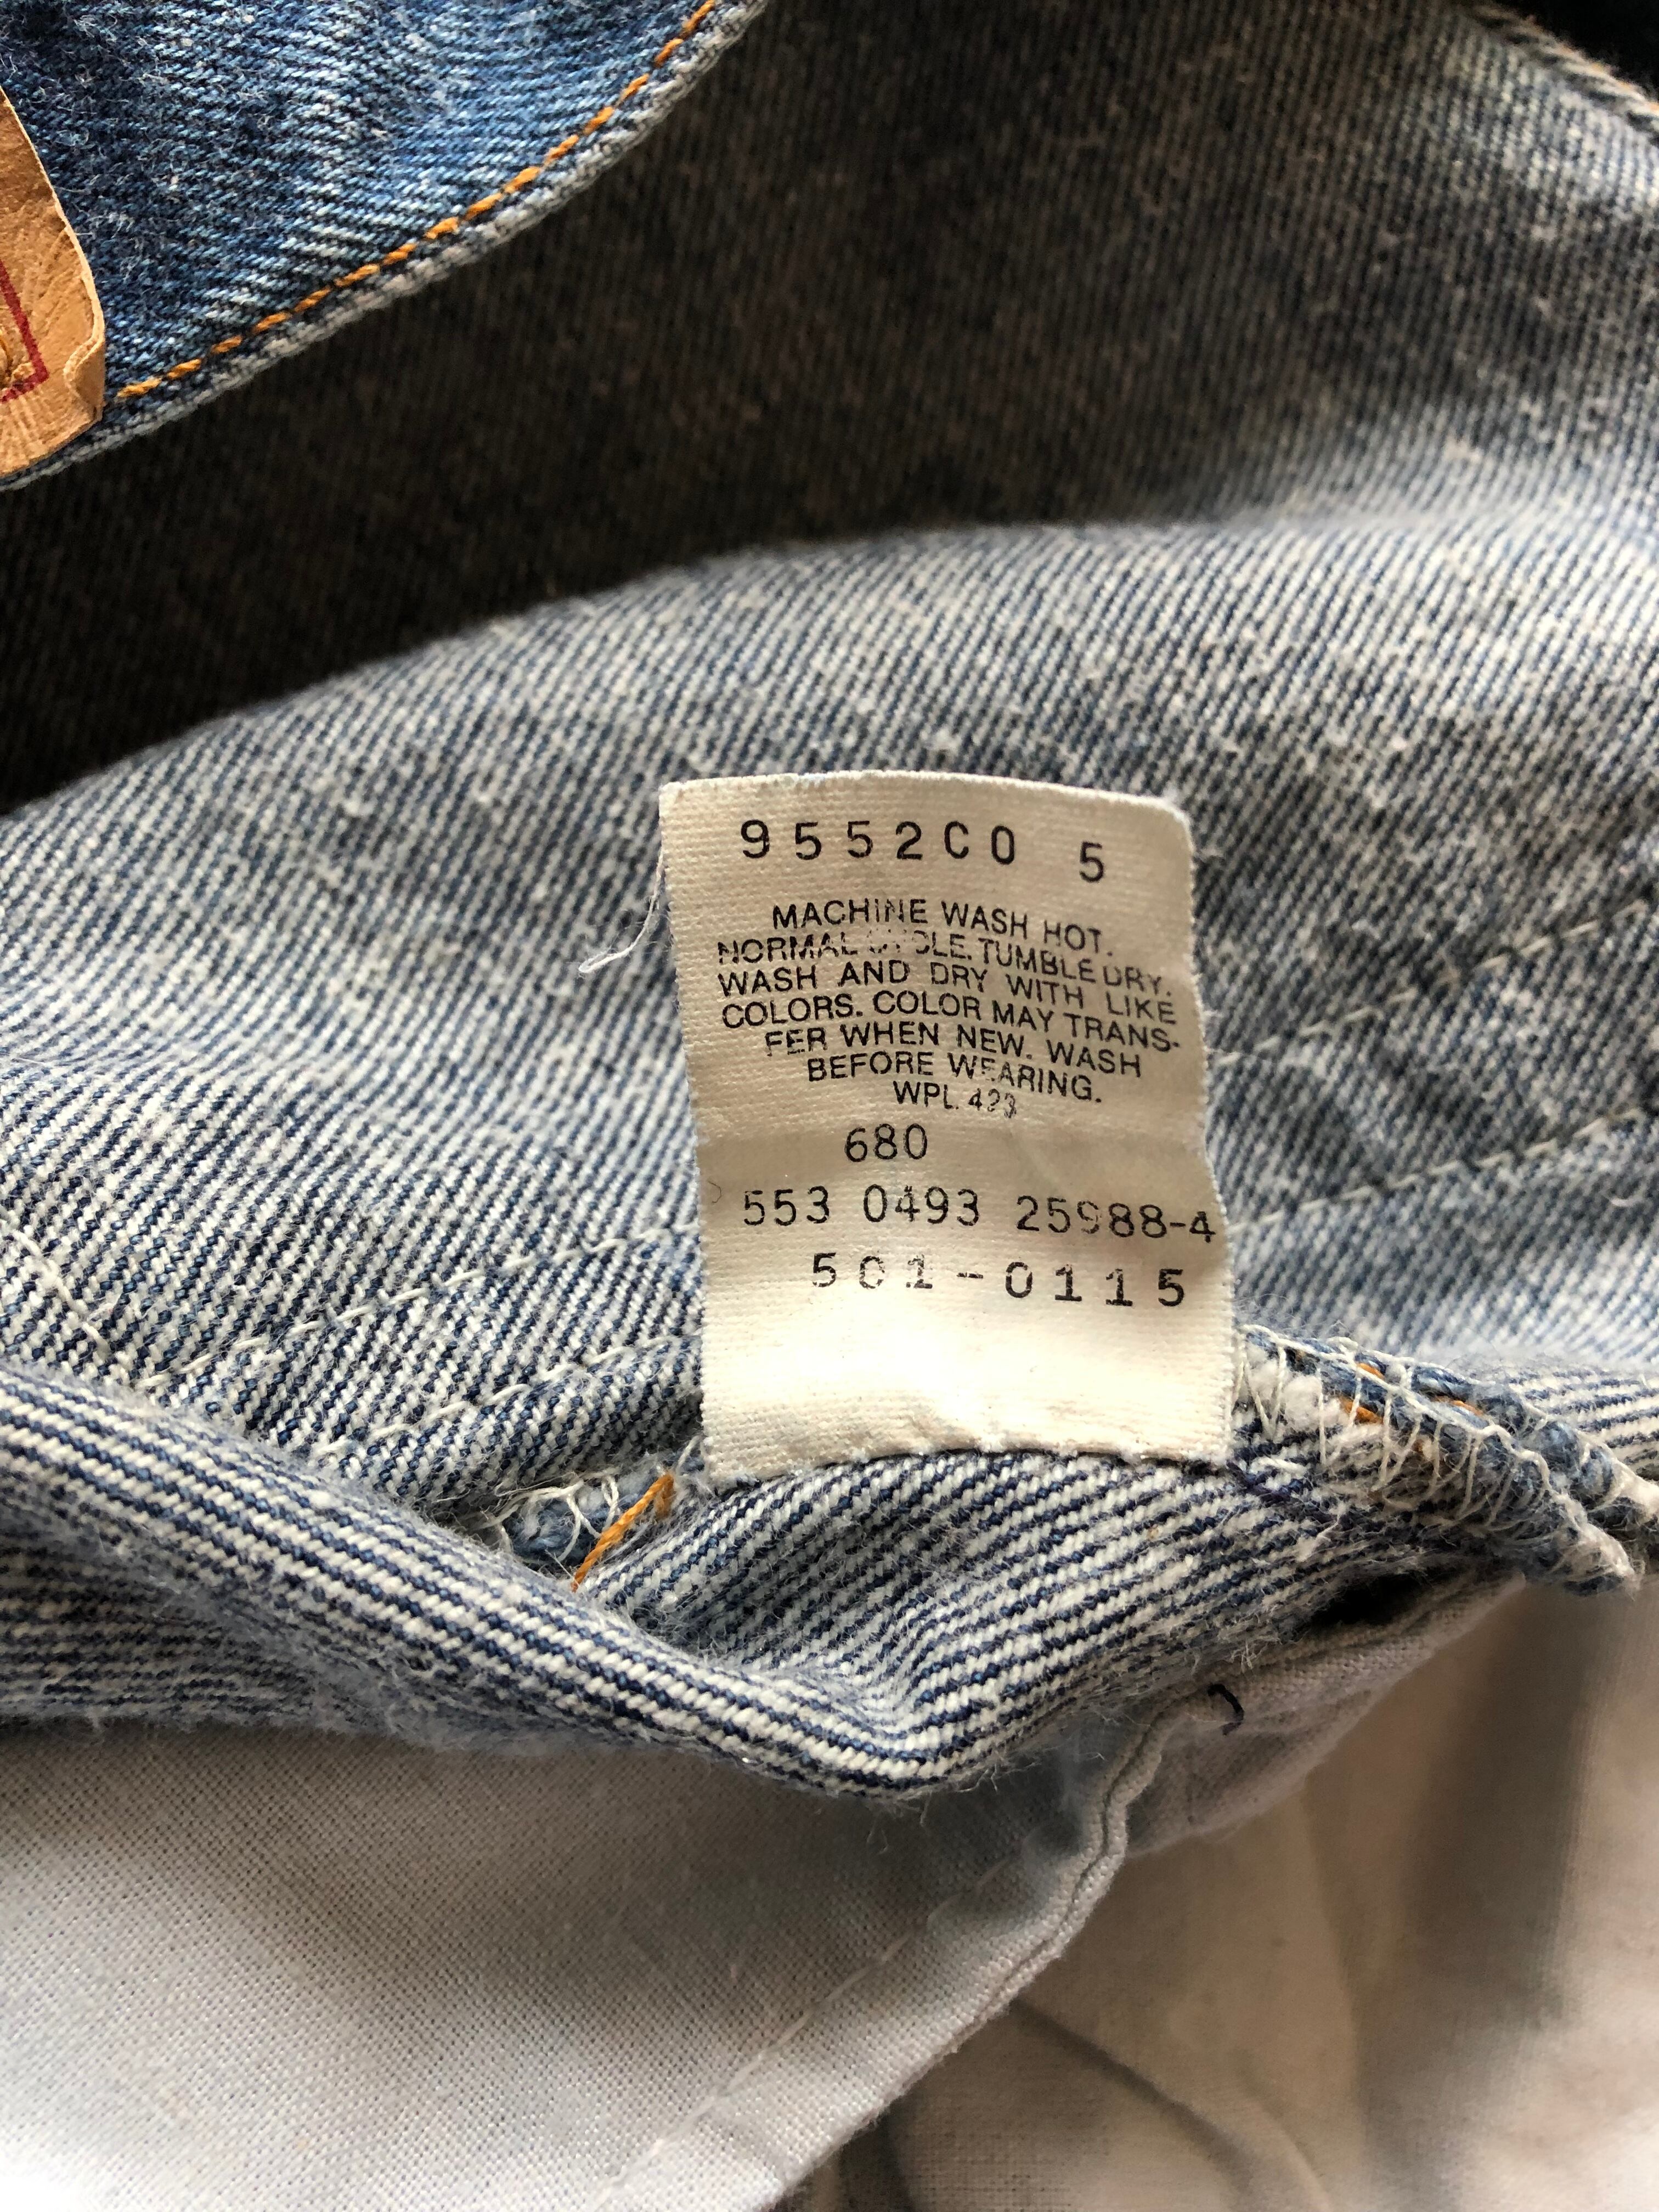 9552C0 5
MACHINE WASH HOT.
NORMAL CYCLE. TUMBLE DRY.
WASH AND DRY WITH LIKE
COLORS. COLOR MAY TRANS-
FER WHEN NEW. WASH
BEFORE WEARING.
WPL 423
680
553 0493 25988-4
501-0115